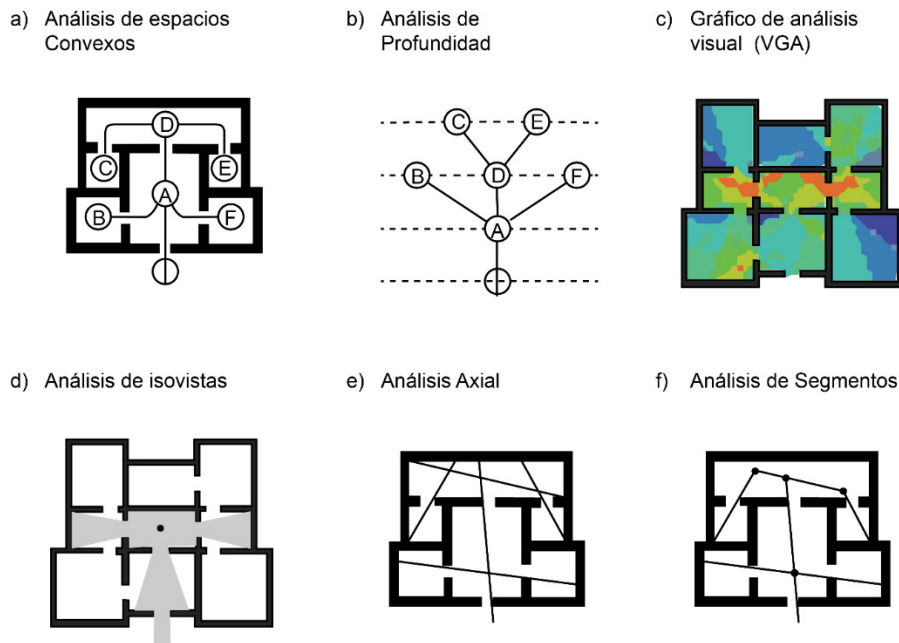 a) Análisis de espacios
Convexos
b) Análisis de
Profundidad
c) Gráfico de análisis
visual (VGA)
D
C
E
A
B
F
C
E
B
D
F
A
d) Análisis de isovistas
e) Análisis Axial
f) Análisis de Segmentos